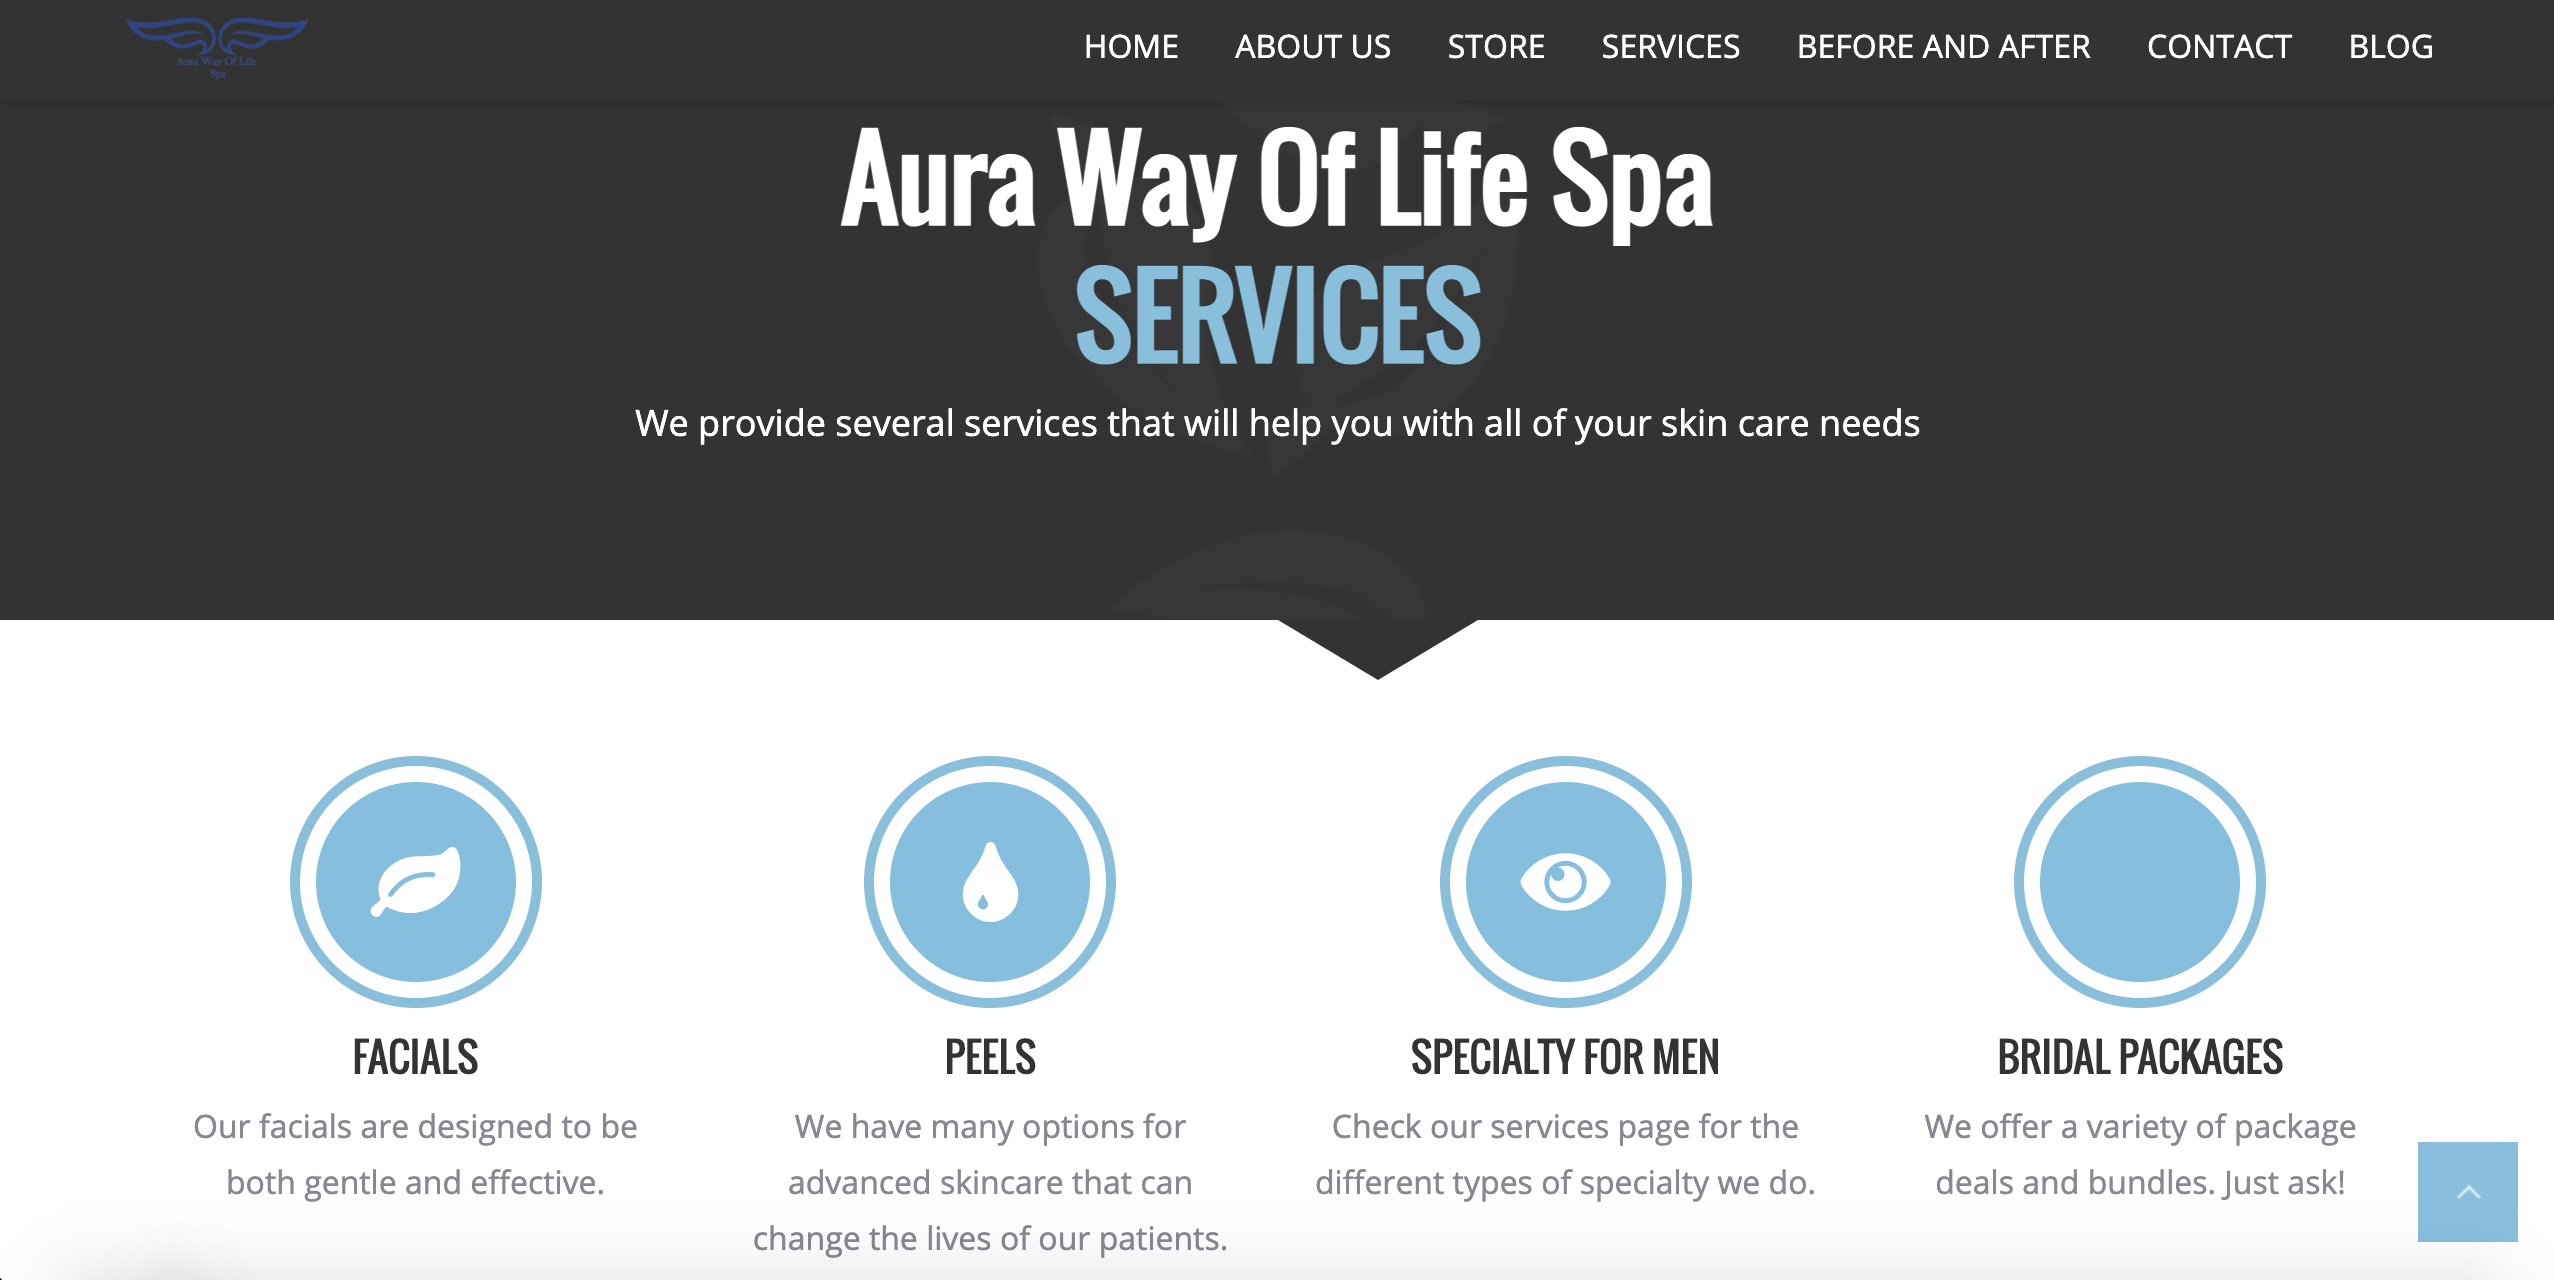 Aura Way Of Life
Spa
HOME ABOUT US STORE SERVICES BEFORE AND AFTER CONTACT BLOG
Aura Way Of Life Spa
SERVICES
We provide several services that will help you with all of your skin care needs
FACIALS
Our facials are designed to be
both gentle and effective.
PEELS
We have many options for
advanced skincare that can
change the lives of our patients.
SPECIALTY FOR MEN
Check our services page for the
different types of specialty we do.
BRIDAL PACKAGES
We offer a variety of package
deals and bundles. Just ask!